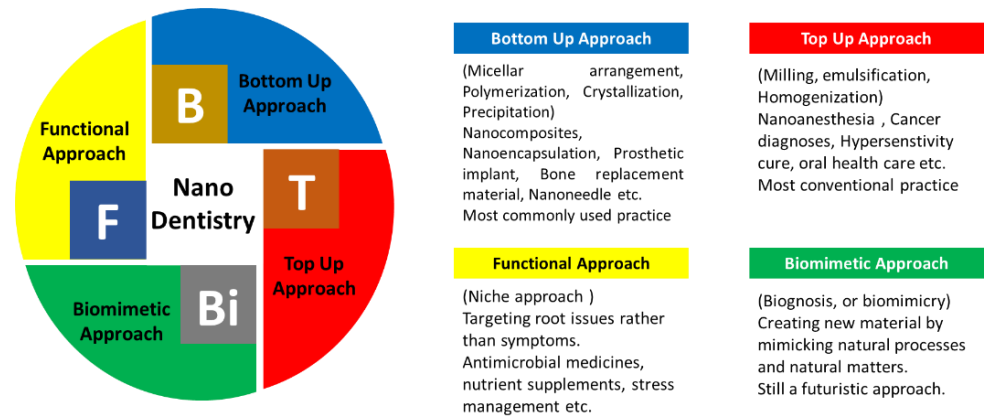 Bottom Up
Approach
B
Functional
Approach
F
Nano
Dentistry
T
Top Up
Approach
Biomimetic
Approach
Bi
Bottom Up Approach
(Micellar arrangement,
Polymerization, Crystallization,
Precipitation)
Nanocomposites,
Nanoencapsulation, Prosthetic
implant, Bone replacement
material, Nanoneedle etc.
Most commonly used practice
Top Up Approach
(Milling, emulsification,
Homogenization)
Nanoanesthesia , Cancer
diagnoses, Hypersenstivity
cure, oral health care etc.
Most conventional practice
Functional Approach
(Niche approach )
Targeting root issues rather
than symptoms.
Antimicrobial medicines,
nutrient supplements, stress
management etc.
Biomimetic Approach
(Biognosis, or biomimicry)
Creating new material by
mimicking natural processes
and natural matters.
Still a futuristic approach.